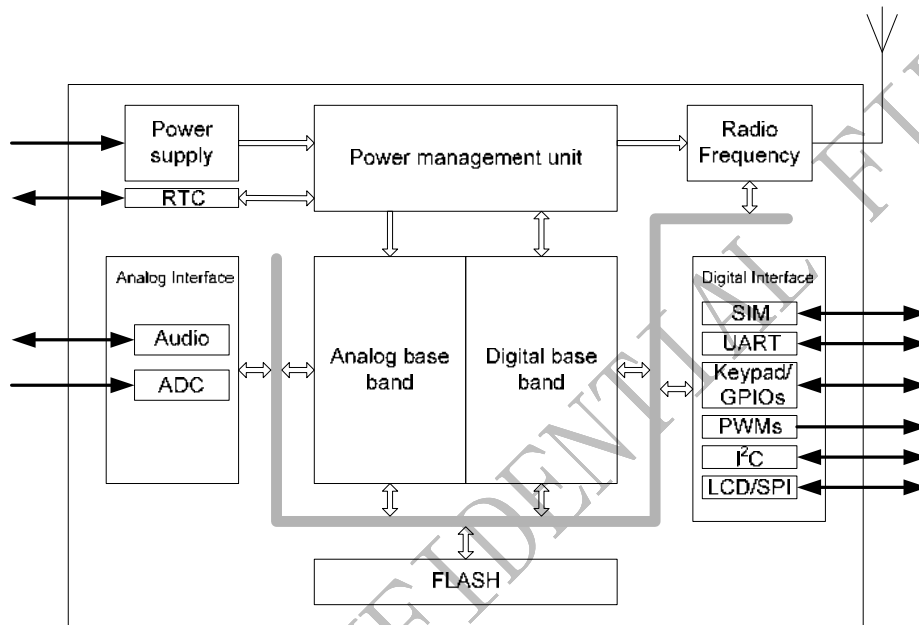 Power
supply
Power management unit
Radio
Frequency
RTC
Analog Interface
Audio
ADC
Analog base
band
Digital base
band
Digital Interface
SIM
UART
Keypad/
GPIOs
PWMs
I²C
LCD/SPI
FLASH